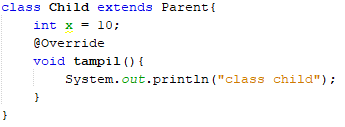 class Child extends Parent{
    int x = 10;
    @Override
    void tampil(){
        System.out.println("class child");
    }
}